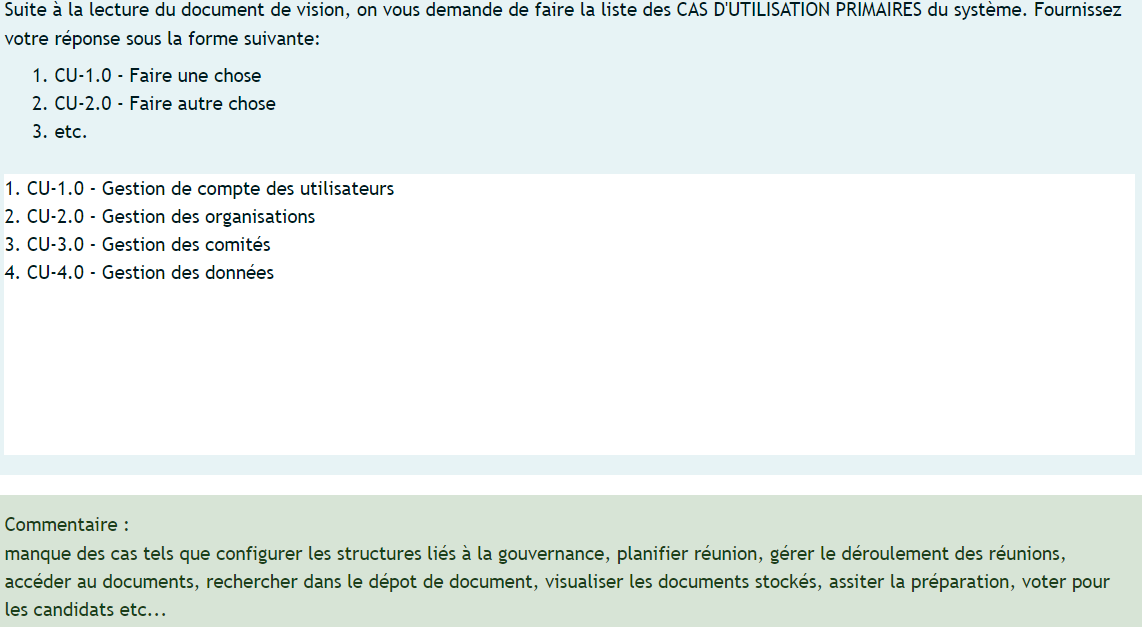 Suite à la lecture du document de vision, on vous demande de faire la liste des CAS D'UTILISATION PRIMAIRES du système. Fournissez
votre réponse sous la forme suivante:
1. CU-1.0 - Faire une chose
2. CU-2.0 - Faire autre chose
3. etc.
1. CU-1.0 - Gestion de compte des utilisateurs
2. CU-2.0 - Gestion des organisations
3. CU-3.0 - Gestion des comités
4. CU-4.0 - Gestion des données
Commentaire :
manque des cas tels que configurer les structures liés à la gouvernance, planifier réunion, gérer le déroulement des réunions,
accéder au documents, rechercher dans le dépot de document, visualiser les documents stockés, assiter la préparation, voter pour
les candidats etc...